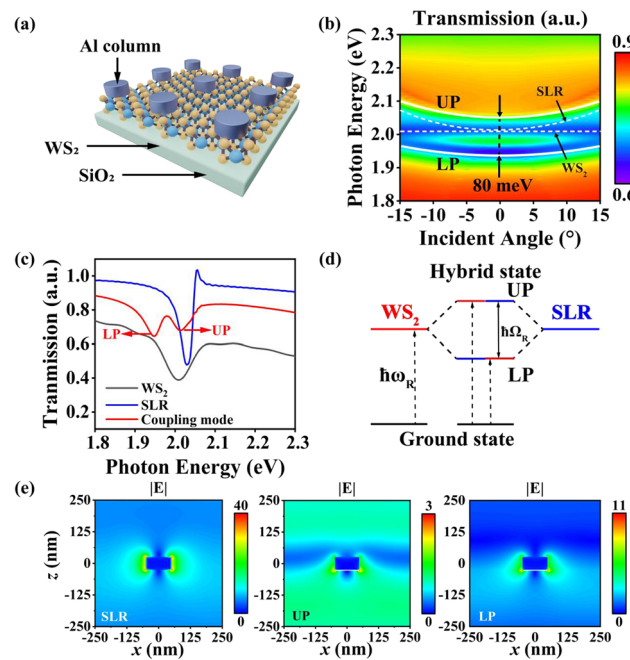 (a)
Al column
WS₂
SiO₂
(b)
Transmission (a.u.)
Photon Energy (eV)
2.3
2.2
2.1
2.0
1.9
1.8
UP
SLR
LP
WS₂
80 meV
-15 -10 -5 0 5 10 15
Incident Angle (°)
0.9
0.6
(c)
Tranmission (a.u.)
1.2
1.0
0.8
0.6
0.4
LP
UP
WS₂
SLR
Coupling mode
1.8 1.9 2.0 2.1 2.2 2.3
Photon Energy (eV)
(d)
Hybrid state
WS₂
UP
SLR
ħΩ_R
ħω_R
LP
Ground state
(e)
|E|
z (nm)
250
125
0
-125
-250
SLR
-250 -125 0 125 250
x (nm)
40
0
|E|
UP
-250 -125 0 125 250
x (nm)
3
0
|E|
LP
-250 -125 0 125 250
x (nm)
11
0